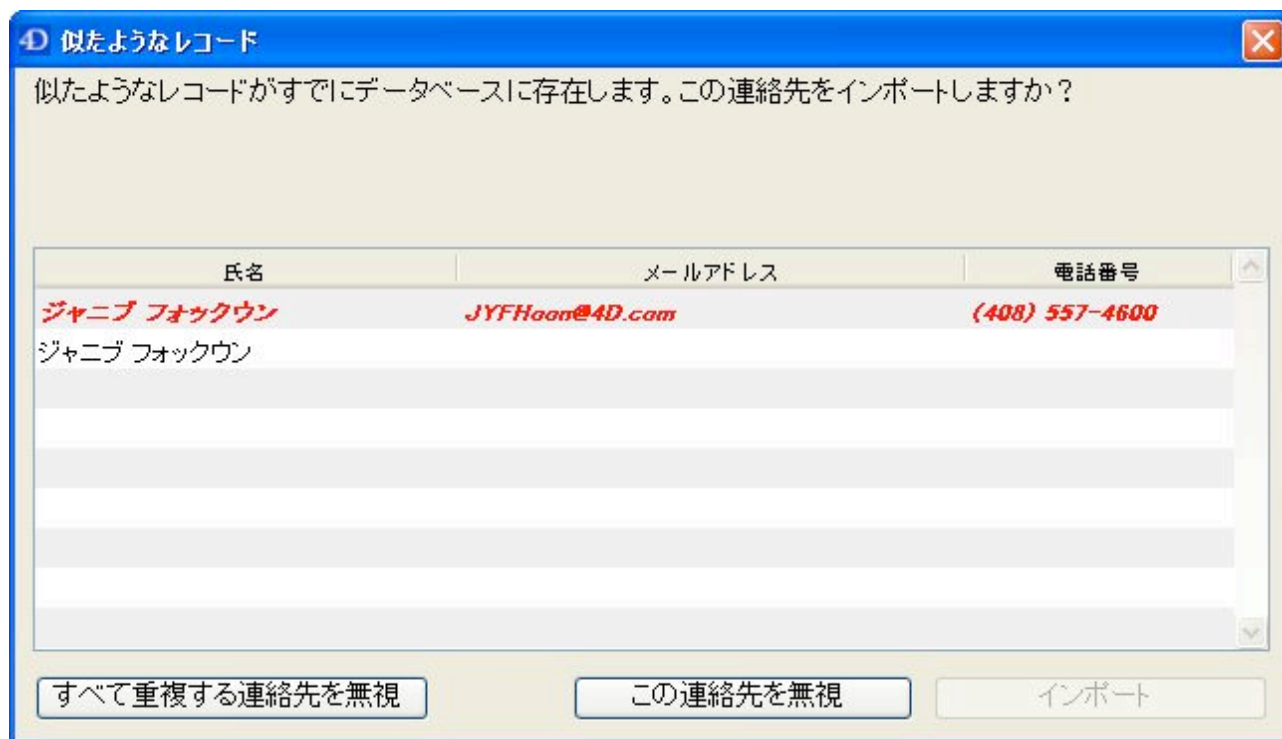 4D 似たようなレコード
似たようなレコードがすでにデータベースに存在します。この連絡先をインポートしますか？
氏名 メールアドレス 電話番号
ジャニブ フォックウン JYFHoon@4D.com (408) 557-4600
ジャニブ フォックウン
すべて重複する連絡先を無視 この連絡先を無視 インポート